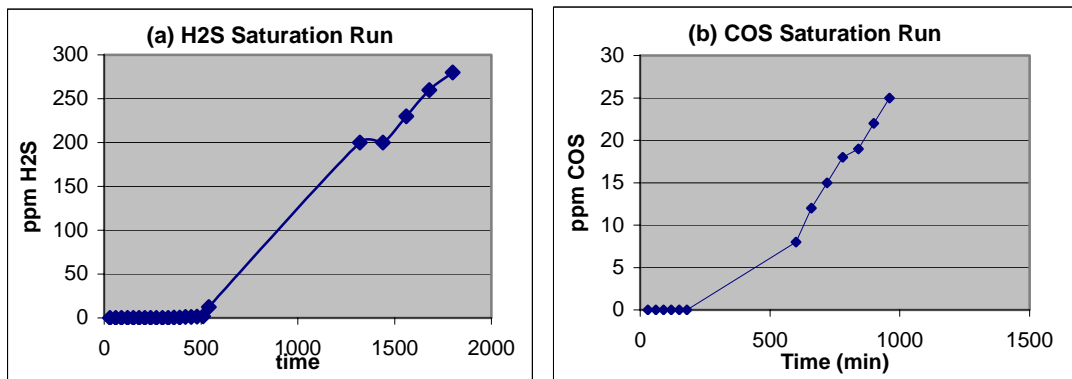 (a) H2S Saturation Run
300
250
200
150
100
50
0
ppm H2S
0 500 1000 1500 2000
time
(b) COS Saturation Run
30
25
20
15
10
5
0
ppm COS
0 500 1000 1500
Time (min)